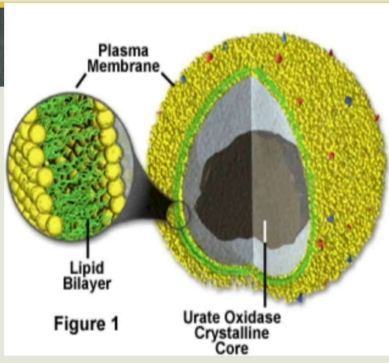 Plasma
Membrane
Lipid
Bilayer
Figure 1
Urate Oxidase
Crystalline
Core